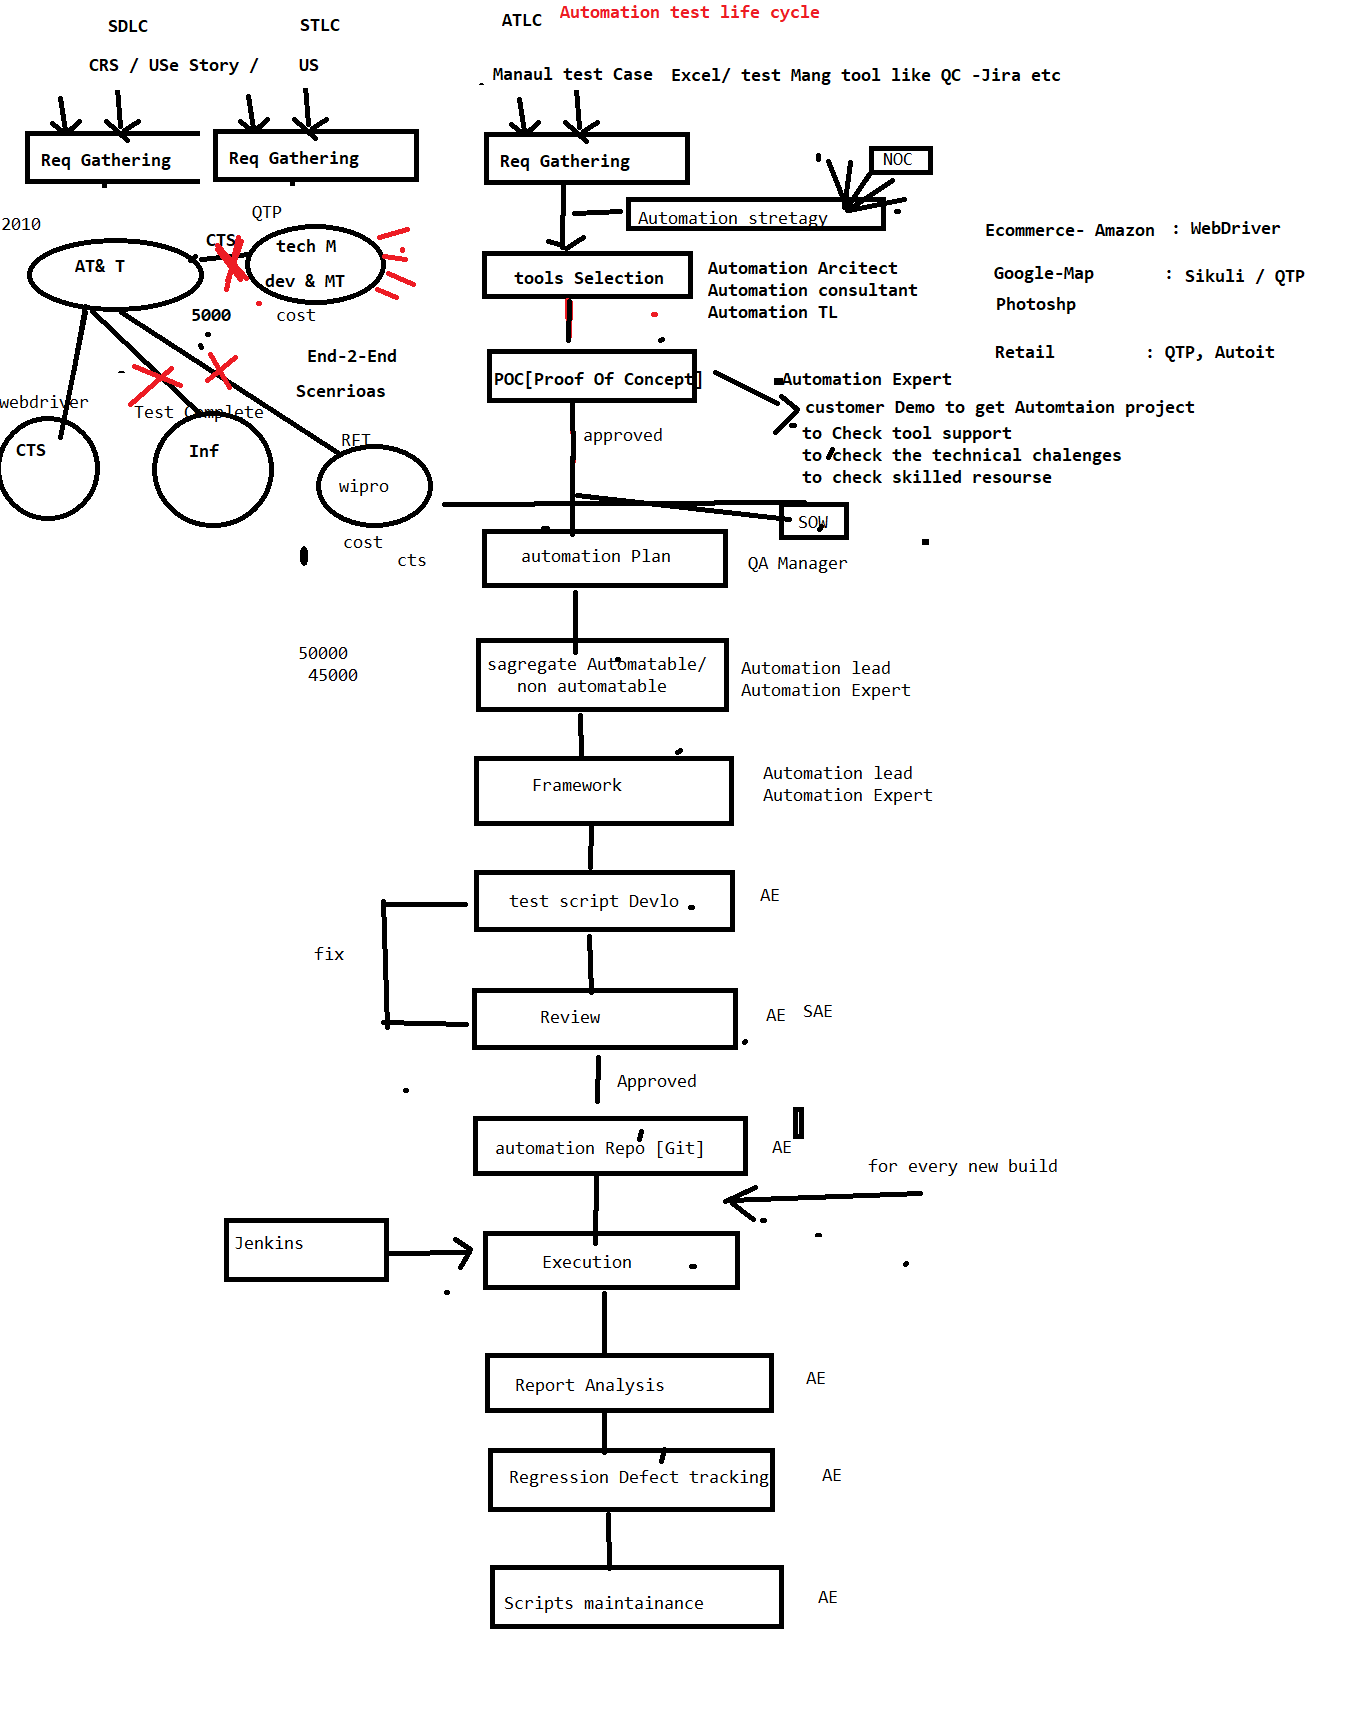 SDLC
STLC
ATLC
Automation test life cycle
CRS / USe Story /
US
Manaul test Case
Excel/ test Mang tool like QC -Jira etc
Req Gathering
Req Gathering
Req Gathering
NOC
Automation stretagy
2010
QTP
CTS
AT& T
tech M
dev & MT
5000
cost
End-2-End
Scenrioas
webdriver
Test Complete
RFT
CTS
Inf
wipro
cost
cts
50000
45000
tools Selection
Automation Arcitect
Automation consultant
Automation TL
Ecommerce- Amazon : WebDriver
Google-Map : Sikuli / QTP
Photoshp
Retail : QTP, Autoit
POC[Proof Of Concept]
Automation Expert
customer Demo to get Automtaion project
to Check tool support
to check the technical chalenges
to check skilled resourse
approved
SOW
automation Plan
QA Manager
sagregate Automatable/
non automatable
Automation lead
Automation Expert
Framework
Automation lead
Automation Expert
test script Devlo
AE
fix
Review
AE SAE
Approved
automation Repo [Git]
AE
for every new build
Jenkins
Execution
Report Analysis
AE
Regression Defect tracking
AE
Scripts maintainance
AE